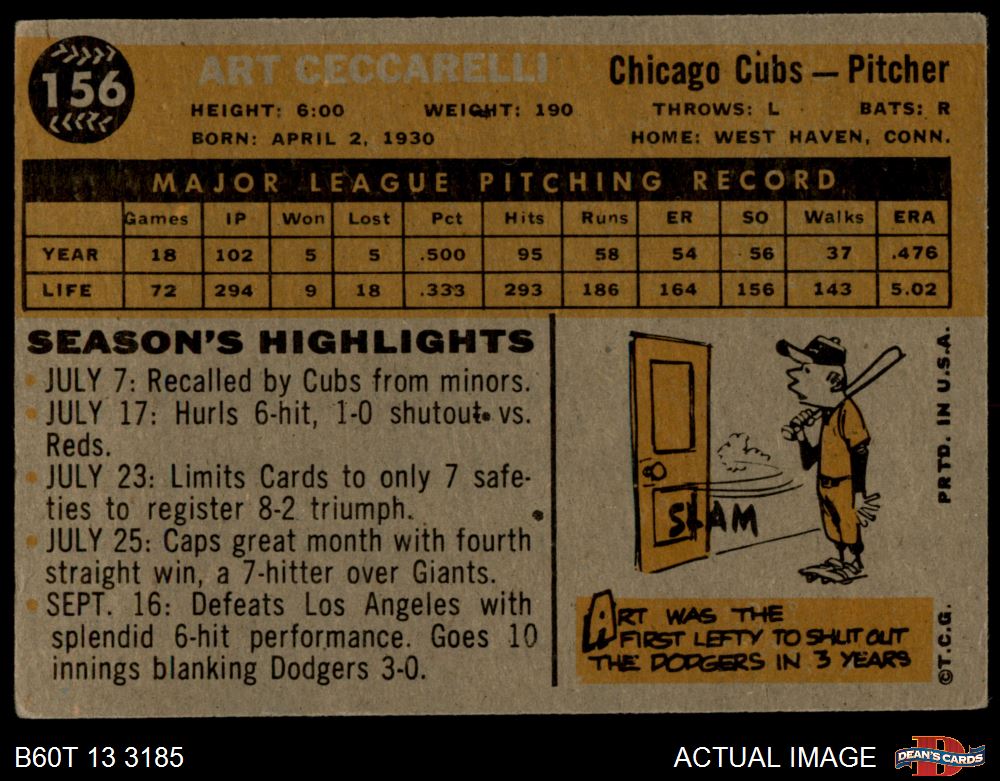 156
ART CECCARELLI
Chicago Cubs — Pitcher
HEIGHT: 6:00 WEIGHT: 190 THROWS: L BATS: R
BORN: APRIL 2, 1930 HOME: WEST HAVEN, CONN.
MAJOR LEAGUE PITCHING RECORD
Games IP Won Lost Pct Hits Runs ER SO Walks ERA
YEAR 18 102 5 5 .500 95 58 54 56 37 .476
LIFE 72 294 9 18 .333 293 186 164 156 143 5.02
SEASON'S HIGHLIGHTS
• JULY 7: Recalled by Cubs from minors.
• JULY 17: Hurls 6-hit, 1-0 shutout vs.
Reds.
• JULY 23: Limits Cards to only 7 safe-
ties to register 8-2 triumph.
• JULY 25: Caps great month with fourth
straight win, a 7-hitter over Giants.
• SEPT. 16: Defeats Los Angeles with
splendid 6-hit performance. Goes 10
innings blanking Dodgers 3-0.
SLAM
ART WAS THE
FIRST LEFTY TO SHUT OUT
THE DODGERS IN 3 YEARS
©T.C.G. PRTD. IN U.S.A.
B60T 13 3185
ACTUAL IMAGE
D
DEAN'S CARDS